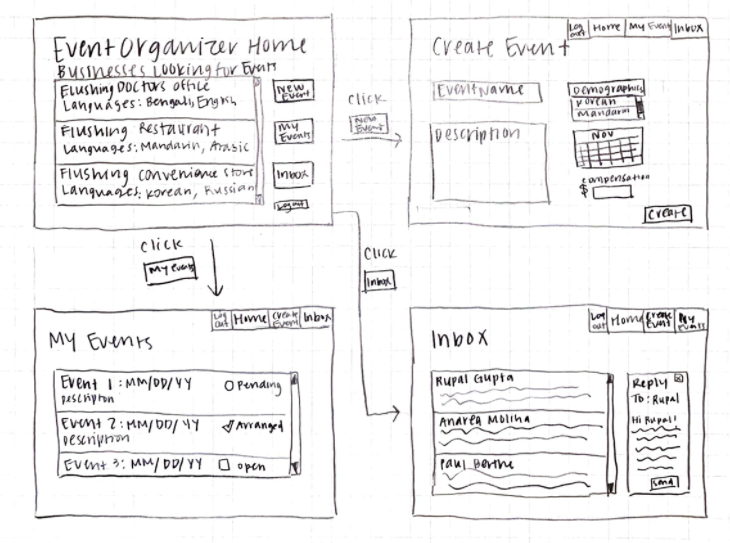 Event Organizer Home
Businesses Looking for Events
Flushing Doctors office
Languages: Bengali, English
Flushing Restaurant
Languages: Mandarin, Arabic
Flushing convenience store
Languages: Korean, Russian
New Event
My Events
Inbox
Logout
click
New Event
Log out Home My Event Inbox
Create Event
Event Name
Description
Demographics
Korean
Mandarin
Nov
compensation
$
Create
click
My Events
Click
Inbox
Log out Home Create Event Inbox
My Events
Event 1: MM/DD/YY Pending
description
Event 2: MM/DD/YY Arranged
description
Event 3: MM/DD/YY open
Log out Home Create Event My Events
Inbox
Rupal Gupta
Andrea Molina
Paul Berthe
Reply x
To: Rupal
Hi Rupal!
send